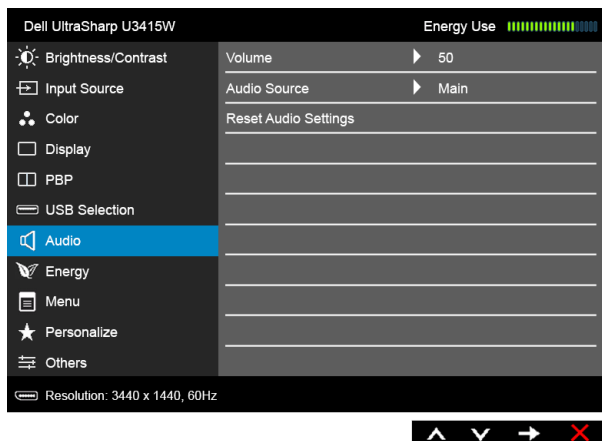 Dell UltraSharp U3415W Energy Use
Brightness/Contrast
Input Source
Color
Display
PBP
USB Selection
Audio
Energy
Menu
Personalize
Others
Volume 50
Audio Source Main
Reset Audio Settings
Resolution: 3440 x 1440, 60Hz